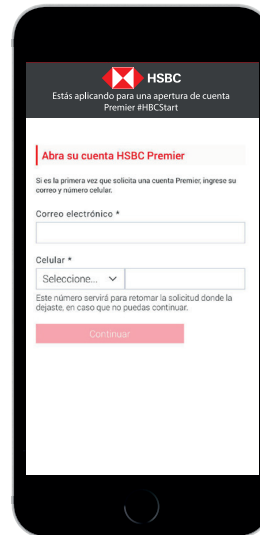 HSBC
Estás aplicando para una apertura de cuenta
Premier #HBCStart
Abra su cuenta HSBC Premier
Si es la primera vez que solicita una cuenta Premier, ingrese su
correo y número celular.
Correo electrónico *
Celular *
Seleccione...
Este número servirá para retomar la solicitud donde la
dejaste, en caso que no puedas continuar.
Continuar